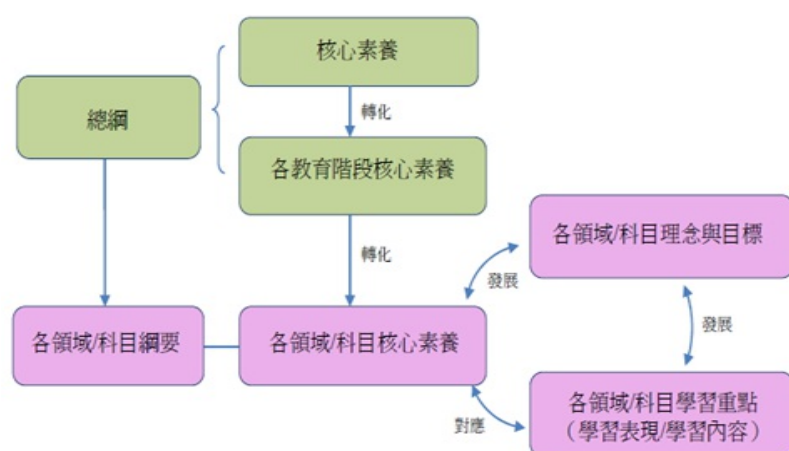 核心素養
總綱
轉化
各教育階段核心素養
轉化
各領域/科目理念與目標
發展
發展
各領域/科目綱要
各領域/科目核心素養
對應
各領域/科目學習重點
（學習表現/學習內容）